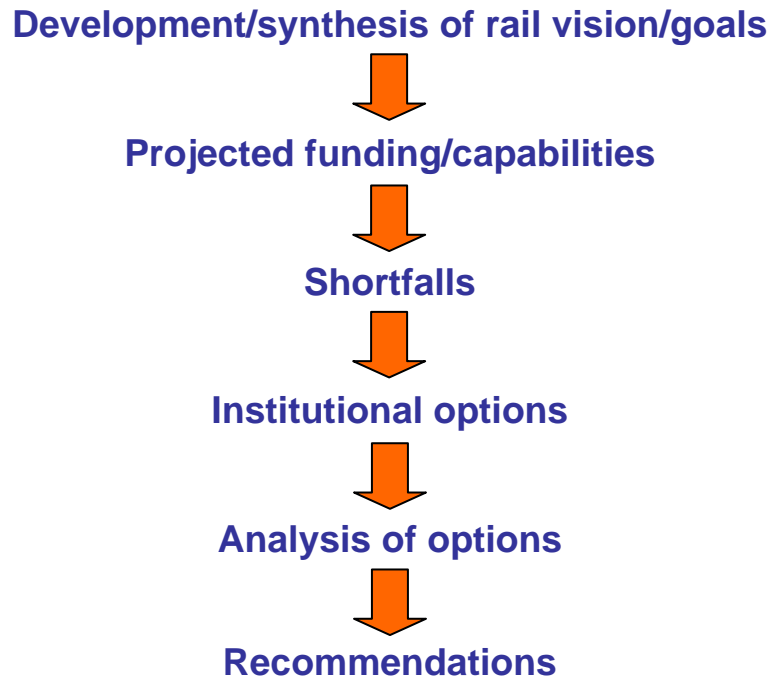 Development/synthesis of rail vision/goals
Projected funding/capabilities
Shortfalls
Institutional options
Analysis of options
Recommendations